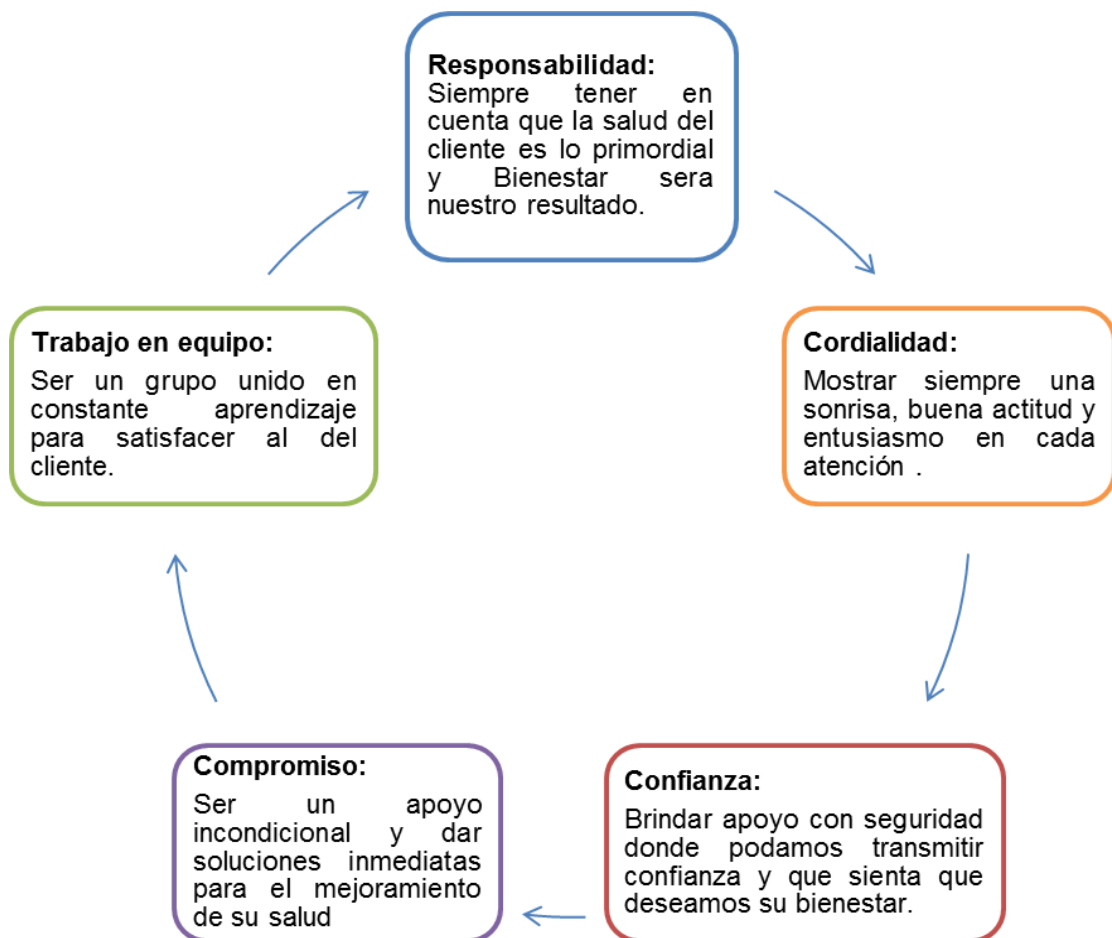 Responsabilidad:
Siempre tener en
cuenta que la salud del
cliente es lo primordial
y Bienestar sera
nuestro resultado.
Cordialidad:
Mostrar siempre una
sonrisa, buena actitud y
entusiasmo en cada
atención .
Confianza:
Brindar apoyo con seguridad
donde podamos transmitir
confianza y que sienta que
deseamos su bienestar.
Compromiso:
Ser un apoyo
incondicional y dar
soluciones inmediatas
para el mejoramiento
de su salud
Trabajo en equipo:
Ser un grupo unido en
constante aprendizaje
para satisfacer al del
cliente.